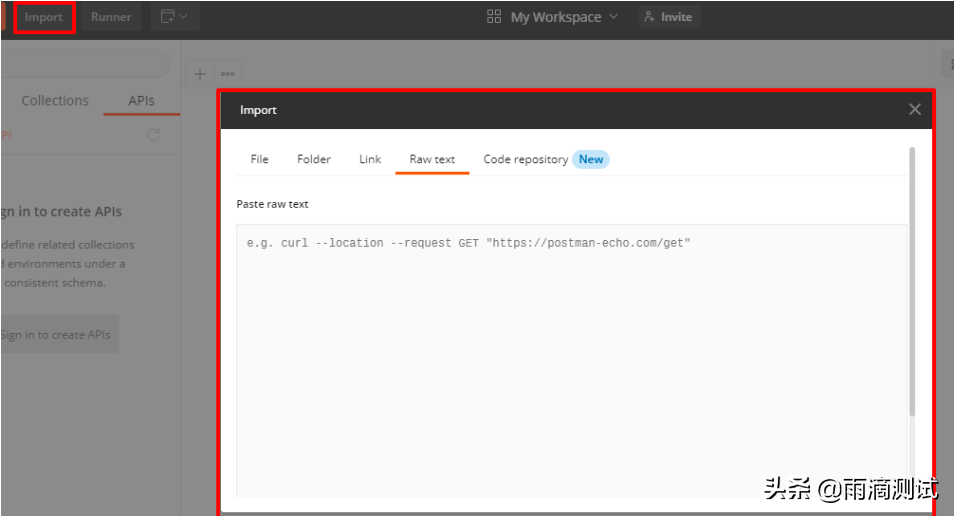 Import Runner My Workspace Invite
Collections APIs
PI
Import
File Folder Link Raw text Code repository New
Paste raw text
e.g. curl --location --request GET "https://postman-echo.com/get"
gn in to create APIs
define related collections
d environments under a
consistent schema.
Sign in to create APIs
头条 @雨滴测试